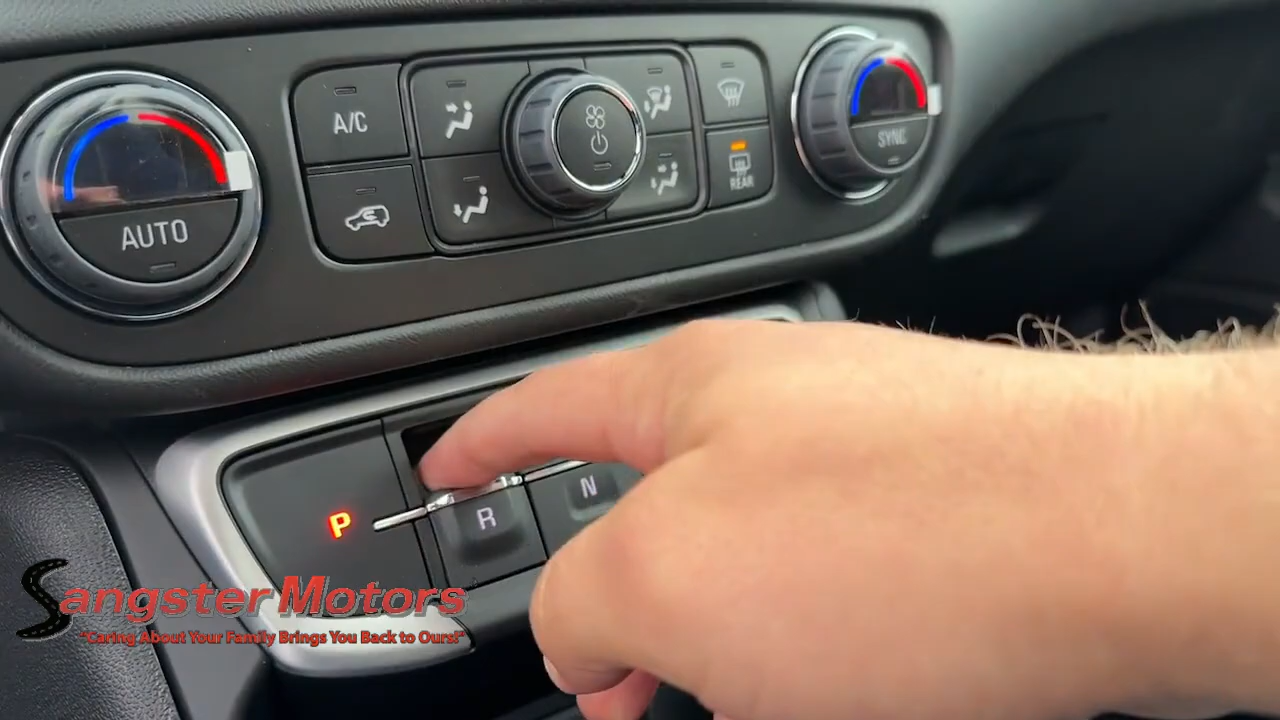 A/C
AUTO
SYNC
REAR
P
R
N
Sangster Motors
"Caring About Your Family Brings You Back to Ours!"